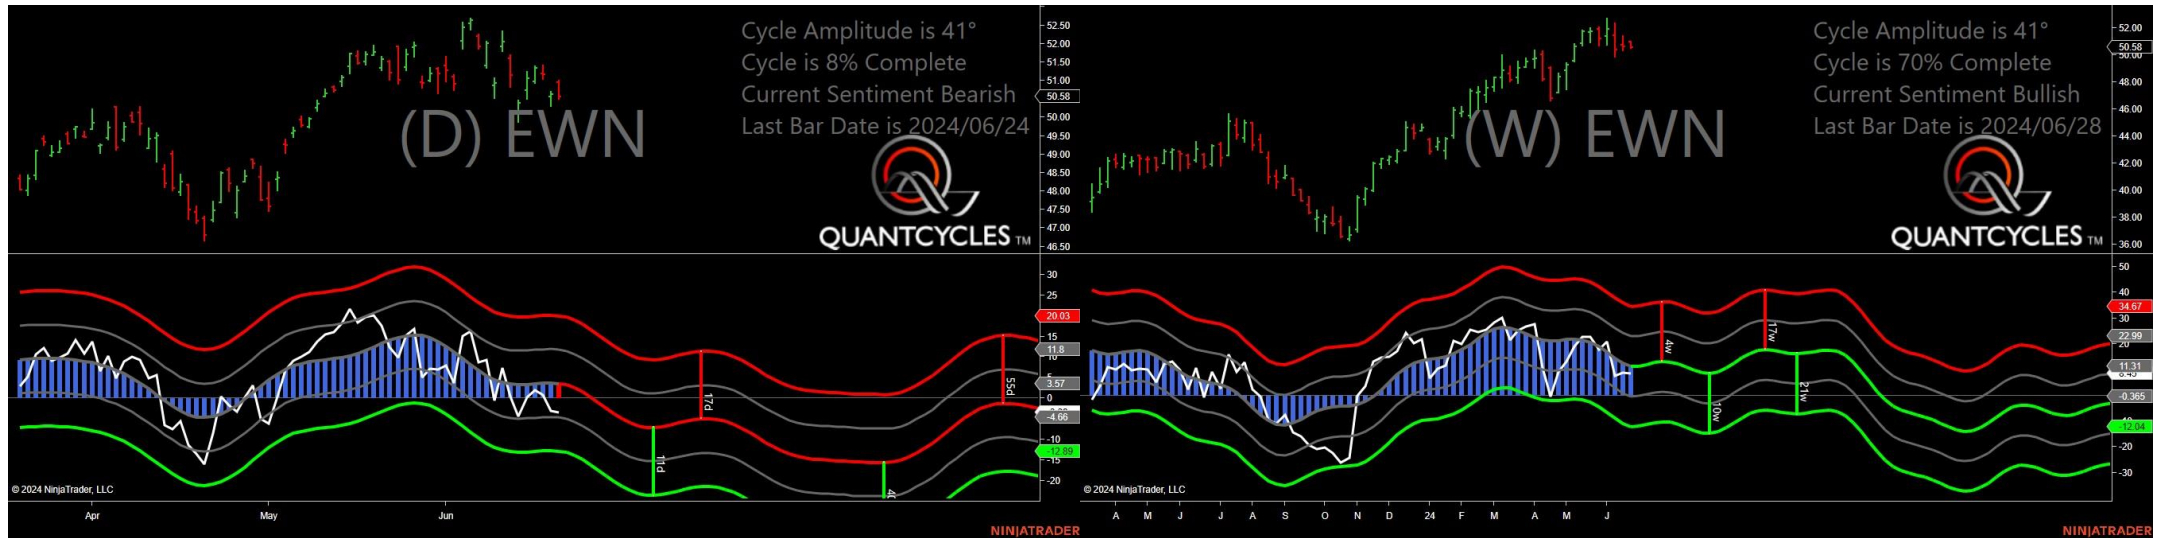 Cycle Amplitude is 41°
Cycle is 8% Complete
Current Sentiment Bearish
Last Bar Date is 2024/06/24
(D) EWN
QUANTCYCLES TM
52.50
52.00
51.50
51.00
50.58
50.00
49.50
49.00
48.50
48.00
47.50
47.00
46.50
30
25
20.03
15
11.8
10
5
3.57
0
-4.66
-10
-12.89
-15
-20
11d
17d
55d
© 2024 NinjaTrader, LLC
Apr May Jun
NINJATRADER
Cycle Amplitude is 41°
Cycle is 70% Complete
Current Sentiment Bullish
Last Bar Date is 2024/06/28
(W) EWN
QUANTCYCLES TM
52.00
50.58
50.00
48.00
46.00
44.00
42.00
40.00
38.00
36.00
50
40
34.67
30
22.99
20
11.31
-0.365
-12.04
-20
-30
4w
10w
17w
21w
© 2024 NinjaTrader, LLC
A M J J A S O N D 24 F M A M J
NINJATRADER